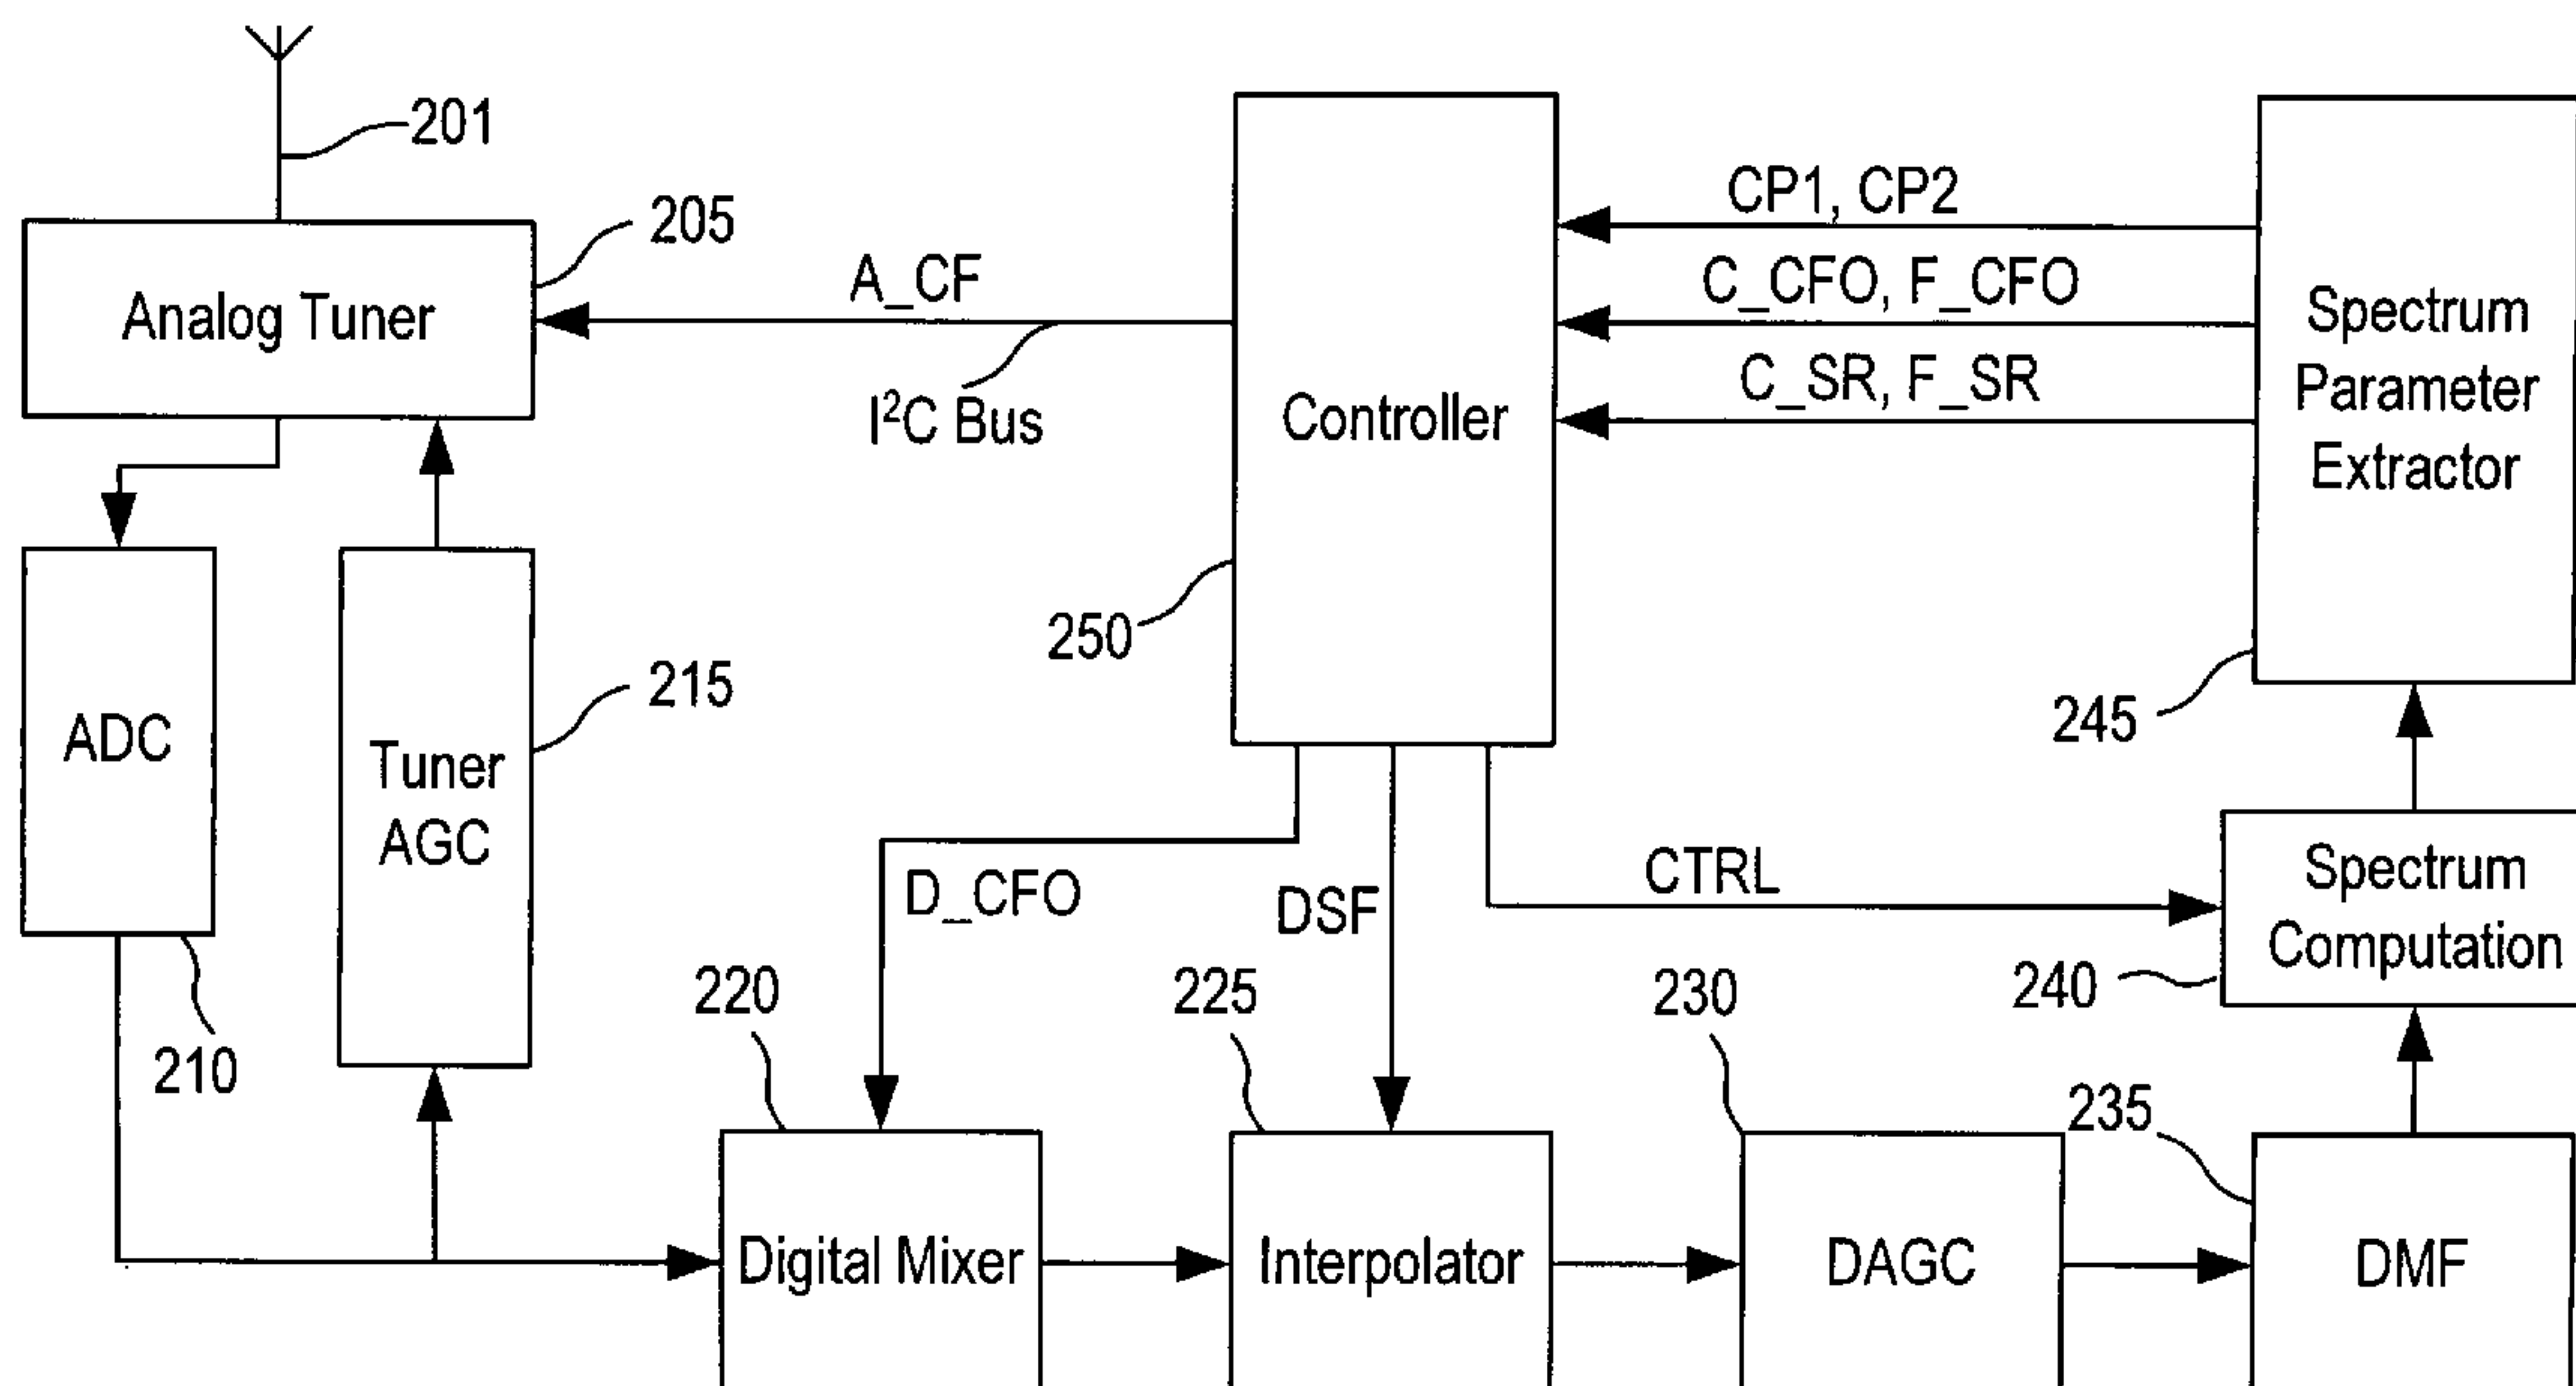 201
205
Analog Tuner
A_CF
I²C Bus
Controller
250
CP1, CP2
C_CFO, F_CFO
C_SR, F_SR
Spectrum
Parameter
Extractor
245
ADC
210
Tuner
AGC
215
D_CFO
DSF
CTRL
Spectrum
Computation
240
220
Digital Mixer
225
Interpolator
230
DAGC
235
DMF